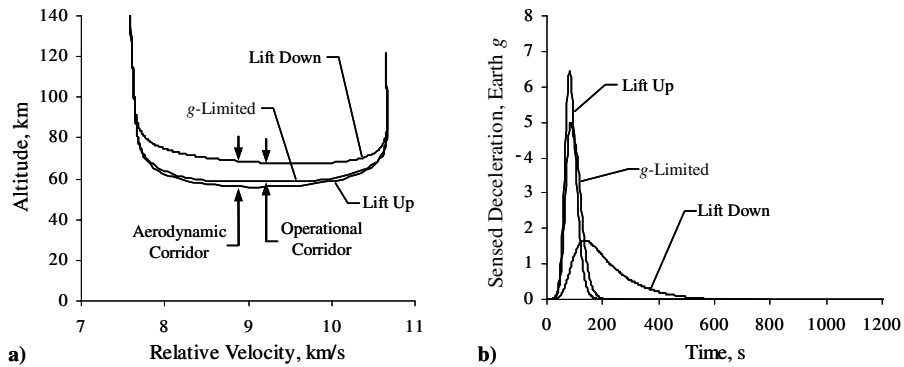 140
120
100
80
60
40
20
0
Altitude, km
Lift Down
g-Limited
Lift Up
Aerodynamic
Corridor
Operational
Corridor
7
8
9
10
11
a)
Relative Velocity, km/s
8
7
6
5
-4
3
2
1
0
Sensed Deceleration, Earth g
Lift Up
g-Limited
Lift Down
0
200
400
600
800
1000
1200
b)
Time, s